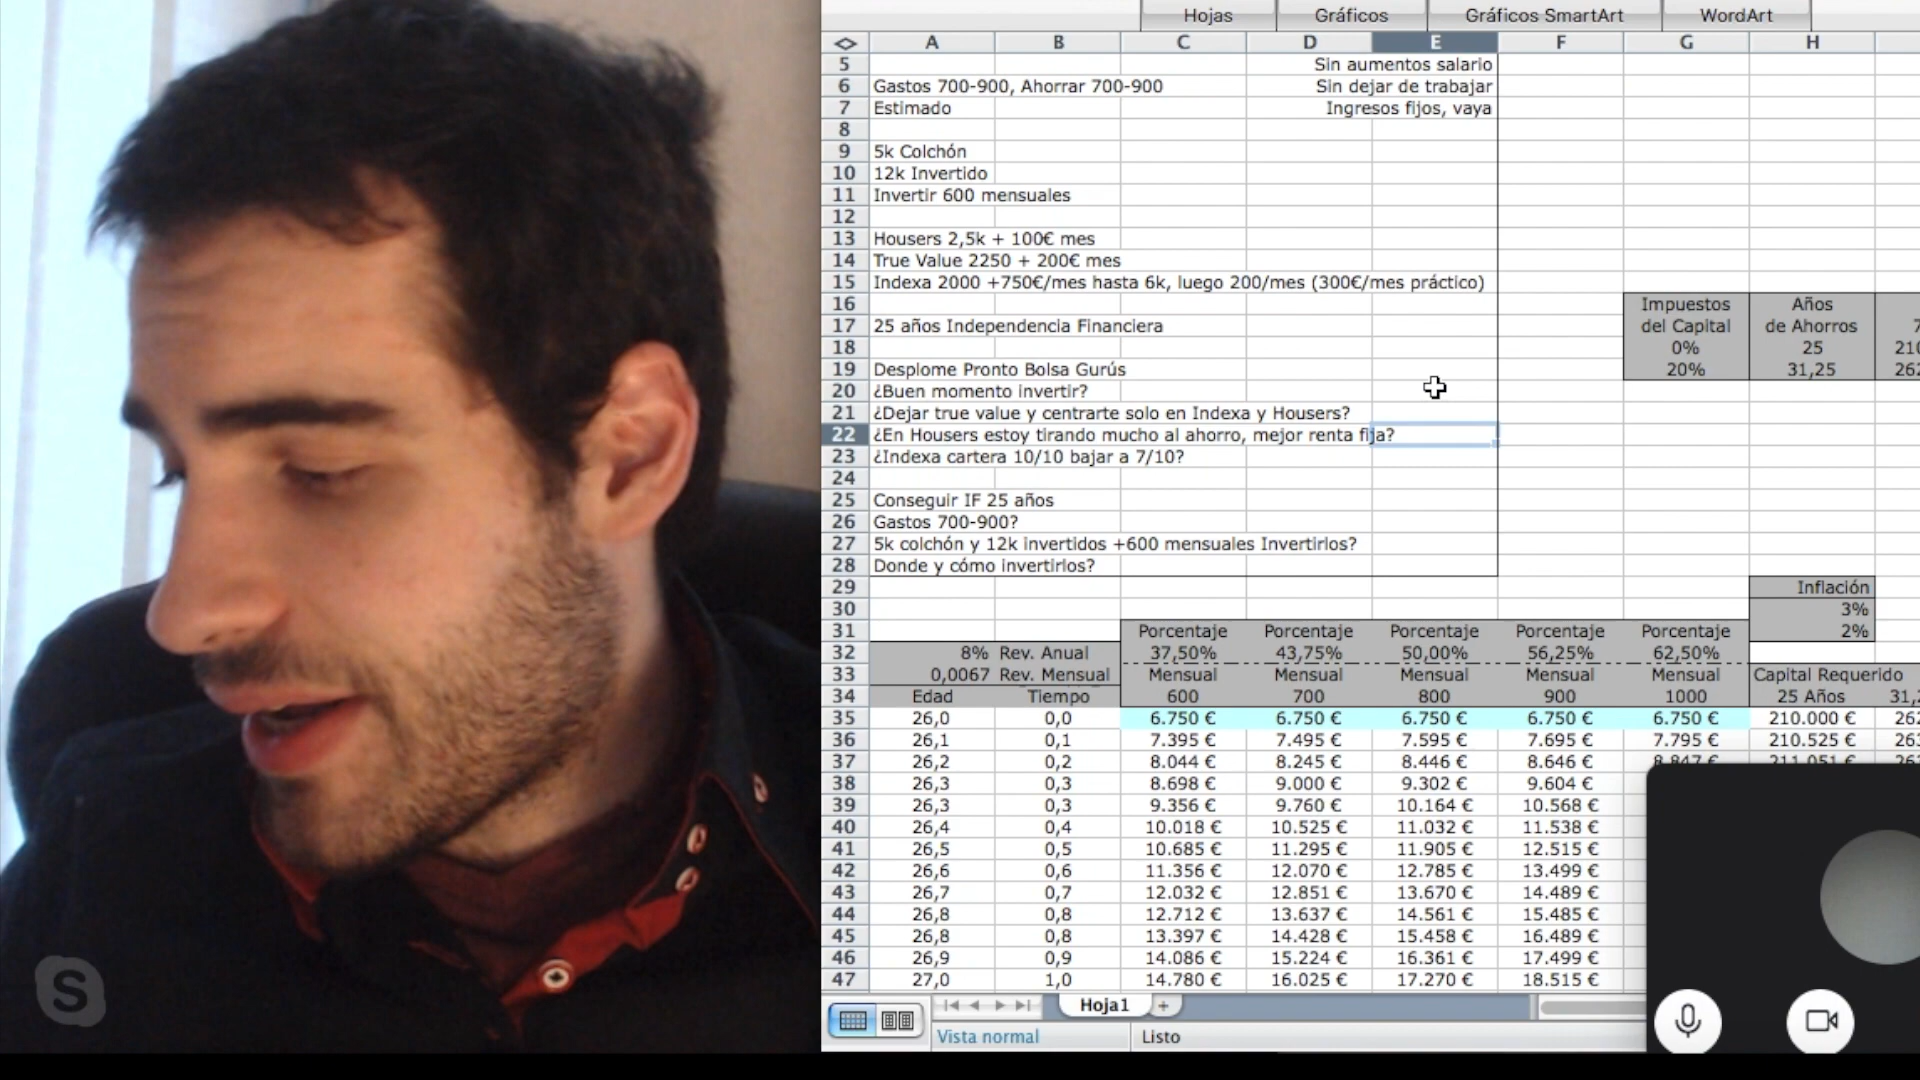 Hojas Gráficos Gráficos SmartArt WordArt
A B C D E F G H
5 Sin aumentos salario
6 Gastos 700-900, Ahorrar 700-900 Sin dejar de trabajar
7 Estimado Ingresos fijos, vaya
8
9 5k Colchón
10 12k Invertido
11 Invertir 600 mensuales
12
13 Housers 2,5k + 100€ mes
14 True Value 2250 + 200€ mes
15 Indexa 2000 +750€/mes hasta 6k, luego 200/mes (300€/mes práctico)
16 Impuestos Años
17 25 años Independencia Financiera del Capital de Ahorros 7
18 0% 25 210
19 Desplome Pronto Bolsa Gurús 20% 31,25 262
20 ¿Buen momento invertir?
21 ¿Dejar true value y centrarte solo en Indexa y Housers?
22 ¿En Housers estoy tirando mucho al ahorro, mejor renta fija?
23 ¿Indexa cartera 10/10 bajar a 7/10?
24
25 Conseguir IF 25 años
26 Gastos 700-900?
27 5k colchón y 12k invertidos +600 mensuales Invertirlos?
28 Donde y cómo invertirlos?
29 Inflación
30 3%
31 Porcentaje Porcentaje Porcentaje Porcentaje Porcentaje 2%
32 8% Rev. Anual 37,50% 43,75% 50,00% 56,25% 62,50%
33 0,0067 Rev. Mensual Mensual Mensual Mensual Mensual Mensual Capital Requerido
34 Edad Tiempo 600 700 800 900 1000 25 Años 31,
35 26,0 0,0 6.750 € 6.750 € 6.750 € 6.750 € 6.750 € 210.000 € 262
36 26,1 0,1 7.395 € 7.495 € 7.595 € 7.695 € 7.795 € 210.525 € 263
37 26,2 0,2 8.044 € 8.245 € 8.446 € 8.646 € 8.847 € 211.051 €
38 26,3 0,3 8.698 € 9.000 € 9.302 € 9.604 €
39 26,3 0,3 9.356 € 9.760 € 10.164 € 10.568 €
40 26,4 0,4 10.018 € 10.525 € 11.032 € 11.538 €
41 26,5 0,5 10.685 € 11.295 € 11.905 € 12.515 €
42 26,6 0,6 11.356 € 12.070 € 12.785 € 13.499 €
43 26,7 0,7 12.032 € 12.851 € 13.670 € 14.489 €
44 26,8 0,8 12.712 € 13.637 € 14.561 € 15.485 €
45 26,8 0,8 13.397 € 14.428 € 15.458 € 16.489 €
46 26,9 0,9 14.086 € 15.224 € 16.361 € 17.499 €
47 27,0 1,0 14.780 € 16.025 € 17.270 € 18.515 €
Hoja1
Vista normal Listo
S